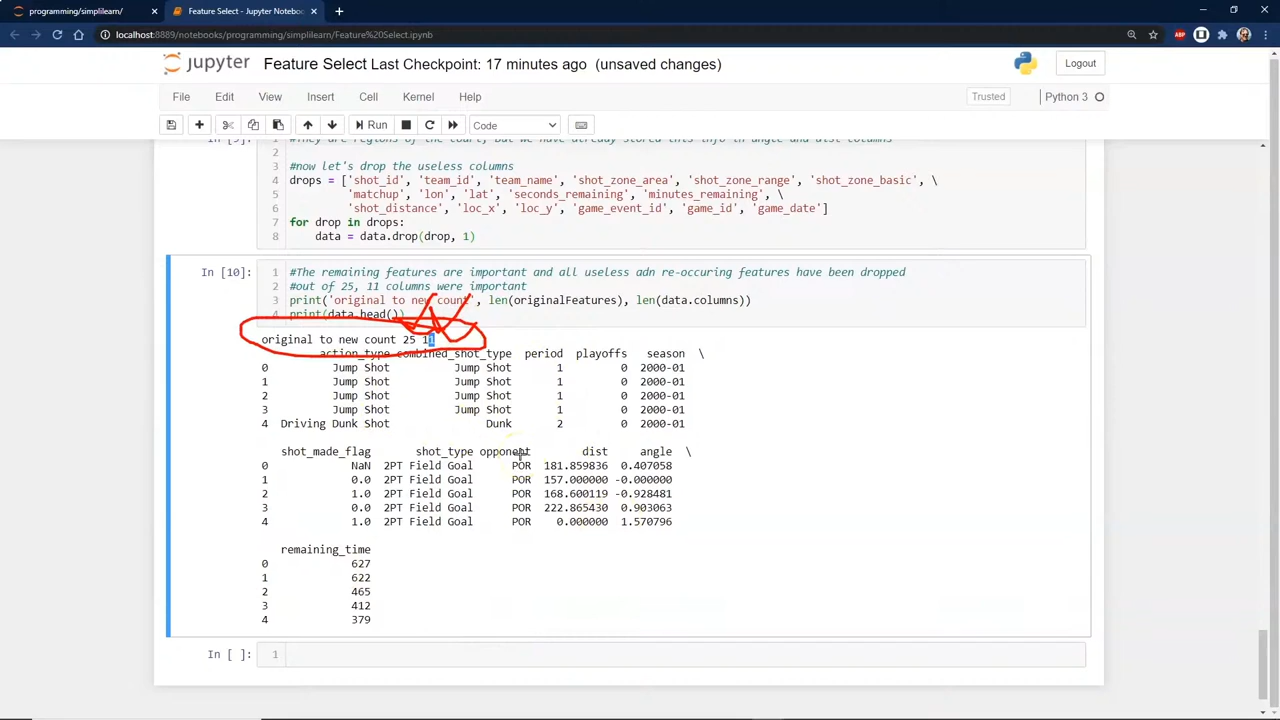 programming/simplilearn/
Feature Select - Jupyter Notebo
localhost:8889/notebooks/programming/simplilearn/Feature%20Select.ipynb
ABP
jupyter Feature Select Last Checkpoint: 17 minutes ago (unsaved changes)
Logout
File Edit View Insert Cell Kernel Help
Trusted Python 3
Run Code
2
3 #now let's drop the useless columns
4 drops = ['shot_id', 'team_id', 'team_name', 'shot_zone_area', 'shot_zone_range', 'shot_zone_basic', \
5 'matchup', 'lon', 'lat', 'seconds_remaining', 'minutes_remaining', \
6 'shot_distance', 'loc_x', 'loc_y', 'game_event_id', 'game_id', 'game_date']
7 for drop in drops:
8 data = data.drop(drop, 1)
In [10]: 1 #The remaining features are important and all useless adn re-occuring features have been dropped
2 #out of 25, 11 columns were important
3 print('original to new count', len(originalFeatures), len(data.columns))
4 print(data.head())
original to new count 25 11
action_type combined_shot_type period playoffs season \
0 Jump Shot Jump Shot 1 0 2000-01
1 Jump Shot Jump Shot 1 0 2000-01
2 Jump Shot Jump Shot 1 0 2000-01
3 Jump Shot Jump Shot 1 0 2000-01
4 Driving Dunk Shot Dunk 2 0 2000-01
shot_made_flag shot_type opponent dist angle \
0 NaN 2PT Field Goal POR 181.859836 0.407058
1 0.0 2PT Field Goal POR 157.000000 -0.000000
2 1.0 2PT Field Goal POR 168.600119 -0.928481
3 0.0 2PT Field Goal POR 222.865430 0.903063
4 1.0 2PT Field Goal POR 0.000000 1.570796
remaining_time
0 627
1 622
2 465
3 412
4 379
In [ ]: 1